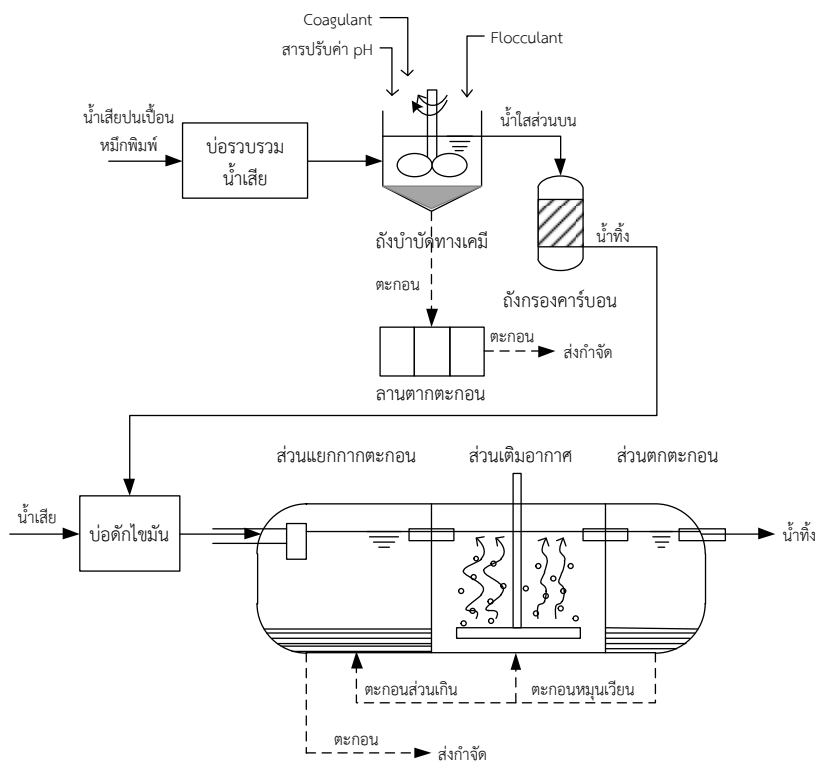 Coagulant
สารปรับค่า pH
Flocculant
น้ำเสียปนเปื้อน
หมึกพิมพ์
บ่อรวบรวม
น้ำเสีย
น้ำใสส่วนบน
ถังบำบัดทางเคมี
น้ำทิ้ง
ตะกอน
ถังกรองคาร์บอน
ตะกอน
ส่งกำจัด
ลานตากตะกอน
ส่วนแยกกากตะกอน
ส่วนเติมอากาศ
ส่วนตกตะกอน
น้ำเสีย
บ่อดักไขมัน
น้ำทิ้ง
ตะกอนส่วนเกิน
ตะกอนหมุนเวียน
ตะกอน
ส่งกำจัด